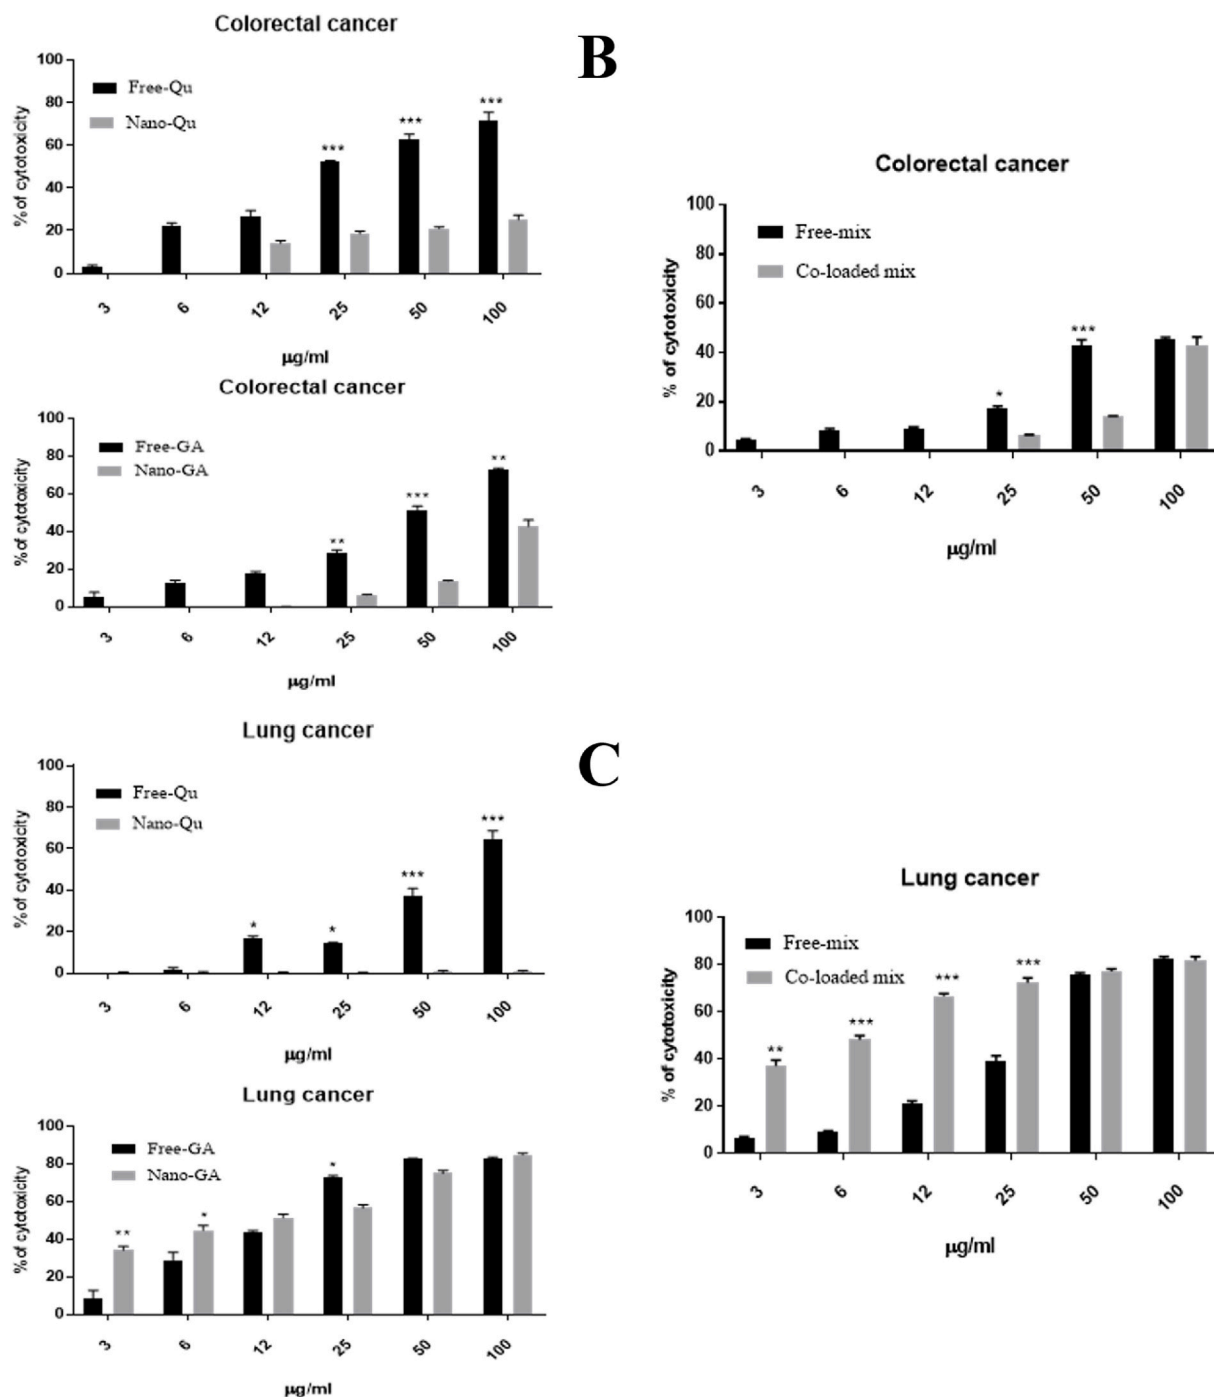 Colorectal cancer
100
80
60
40
20
0
% of cytotoxicity
Free-Qu
Nano-Qu
***
***
***
3
6
12
25
50
100
µg/ml
Colorectal cancer
100
80
60
40
20
0
% of cytotoxicity
Free-GA
Nano-GA
**
***
**
3
6
12
25
50
100
µg/ml
B
Colorectal cancer
100
80
60
40
20
0
% of cytotoxicity
Free-mix
Co-loaded mix
*
***
3
6
12
25
50
100
µg/ml
Lung cancer
100
80
60
40
20
0
% of cytotoxicity
Free-Qu
Nano-Qu
*
*
***
***
3
6
12
25
50
100
µg/ml
Lung cancer
100
80
60
40
20
0
% of cytotoxicity
Free-GA
Nano-GA
**
*
*
3
6
12
25
50
100
µg/ml
C
Lung cancer
100
80
60
40
20
0
% of cytotoxicity
Free-mix
Co-loaded mix
**
***
***
***
3
6
12
25
50
100
µg/ml